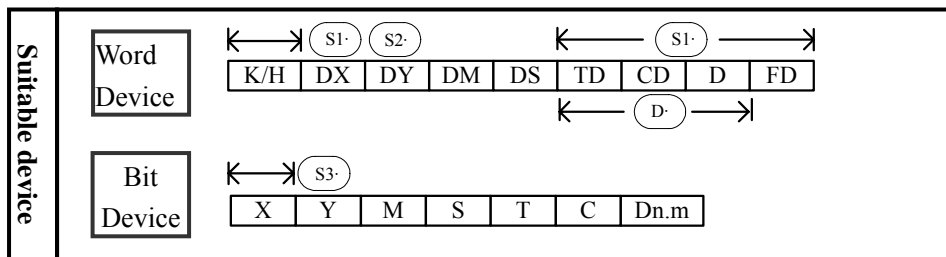 Suitable device
Word
Device
S1·
S2·
S1·
K/H DX DY DM DS TD CD D FD
D·
Bit
Device
S3·
X Y M S T C Dn.m